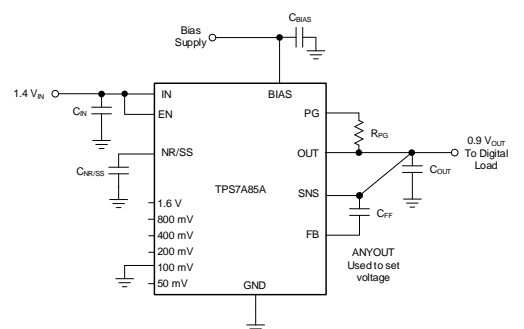 Bias
Supply
CBIAS
1.4 VIN
CIN
IN
EN
BIAS
PG
RPG
OUT
0.9 VOUT
To Digital
Load
COUT
NR/SS
CNR/SS
TPS7A85A
SNS
CFF
FB
1.6 V
800 mV
400 mV
200 mV
100 mV
50 mV
ANYOUT
Used to set
voltage
GND